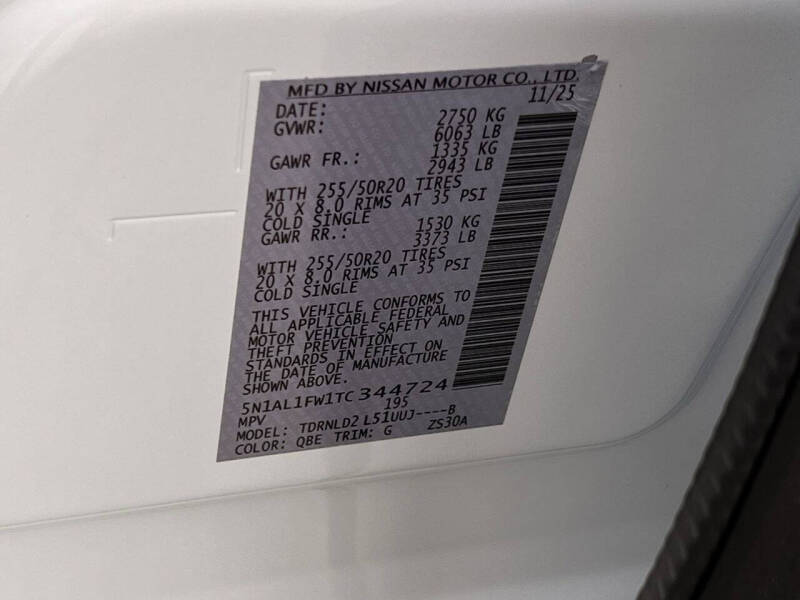 MFD BY NISSAN MOTOR CO., LTD.
DATE: 11/25
GVWR: 2750 KG
6063 LB
GAWR FR.: 1335 KG
2943 LB
WITH 255/50R20 TIRES
20 X 8.0 RIMS AT 35 PSI
COLD SINGLE
GAWR RR.: 1530 KG
3373 LB
WITH 255/50R20 TIRES
20 X 8.0 RIMS AT 35 PSI
COLD SINGLE
THIS VEHICLE CONFORMS TO
ALL APPLICABLE FEDERAL
MOTOR VEHICLE SAFETY AND
THEFT PREVENTION
STANDARDS IN EFFECT ON
THE DATE OF MANUFACTURE
SHOWN ABOVE.
5N1AL1FW1TC344724
MPV 195
MODEL: TDRNLD2 L51UUJ----B
COLOR: QBE TRIM: G ZS30A